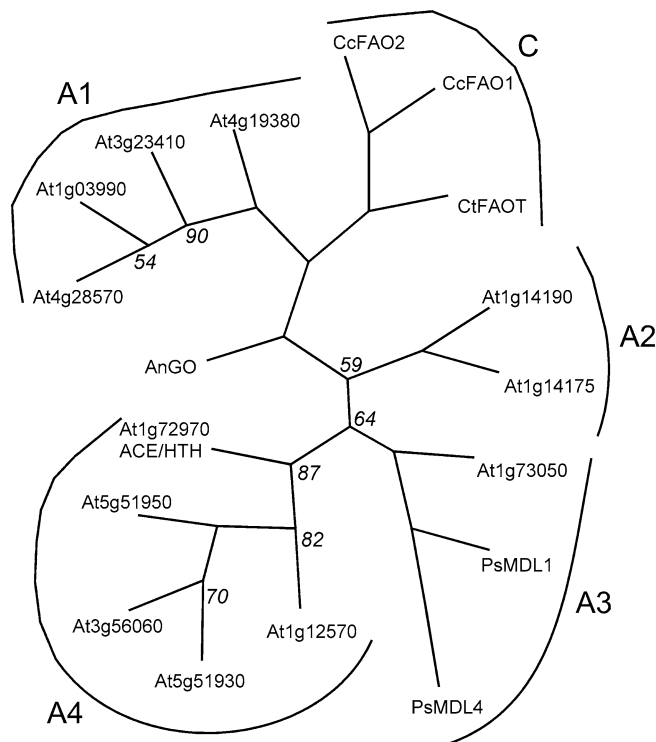 C
CcFAO2
A1
CcFAO1
At4g19380
At3g23410
At1g03990
CtFAOT
90
54
At4g28570
At1g14190
A2
AnGO
59
At1g14175
64
At1g72970
ACE/HTH
87
At1g73050
At5g51950
82
PsMDL1
70
A3
At3g56060
At1g12570
At5g51930
PsMDL4
A4